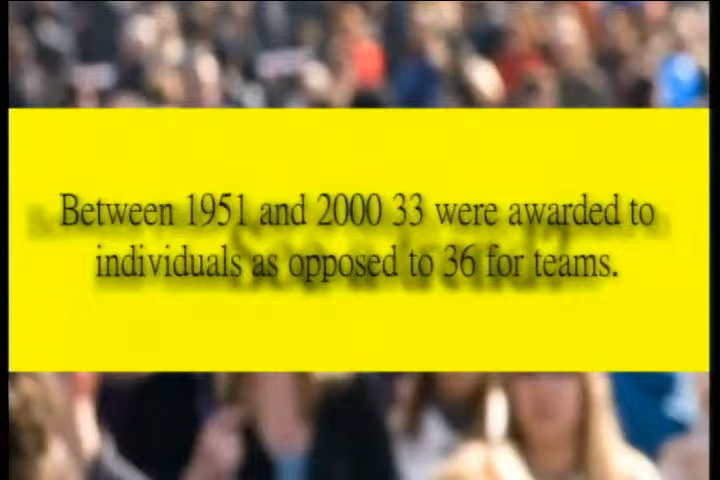 Between 1951 and 2000 33 were awarded to
individuals as opposed to 36 for teams.